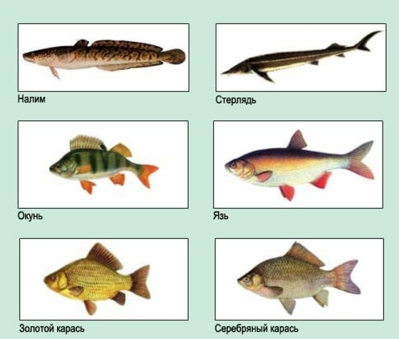 Налим
Стерлядь
Окунь
Язь
Золотой карась
Серебряный карась